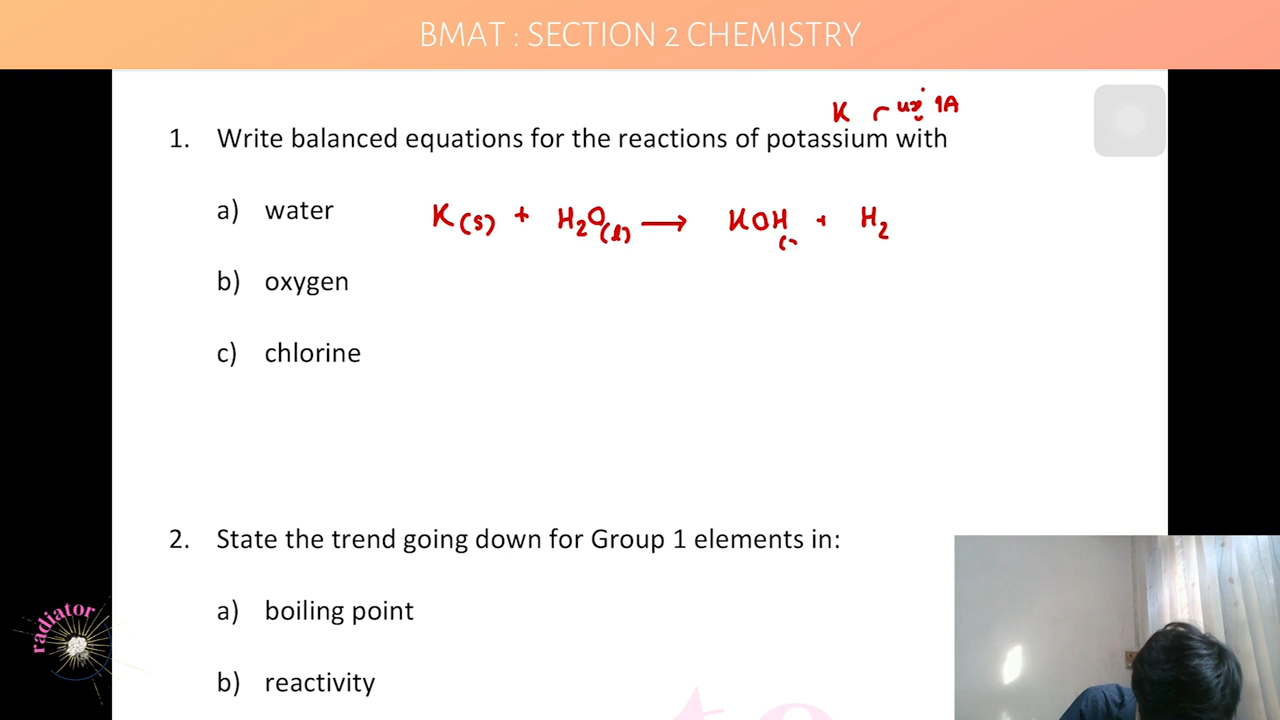 BMAT : SECTION 2 CHEMISTRY
K 1A
1. Write balanced equations for the reactions of potassium with
a) water K(s) + H₂O(l) → KOH + H₂
b) oxygen
c) chlorine
2. State the trend going down for Group 1 elements in:
a) boiling point
b) reactivity
radiator